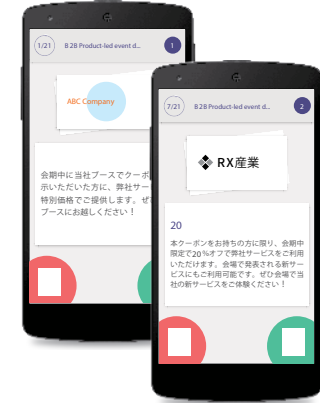 1/21 B2B Product-led event d... 1
ABC Company
会期中に当社ブースでクーポ
示いただいた方に、弊社サー
特別価格でご提供します。ぜ
ブースにお越しください！
7/21 B2B Product-led event d... 2
RX産業
20
本クーポンをお持ちの方に限り、会期中
限定で20%オフで弊社サービスをご利用
いただけます。会場で発表される新サー
ビスにもご利用可能です。ぜひ会場で当
社の新サービスをご体験ください！